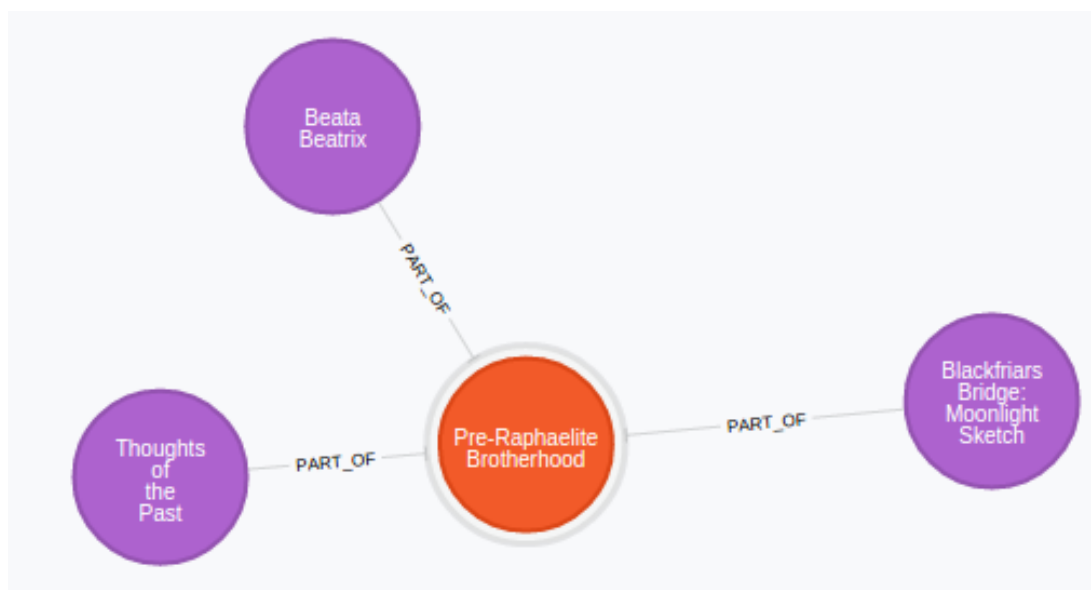 Beata
Beatrix
PART_OF
Blackfriars
Bridge:
Moonlight
Sketch
PART_OF
Pre-Raphaelite
Brotherhood
PART_OF
Thoughts
of
the
Past